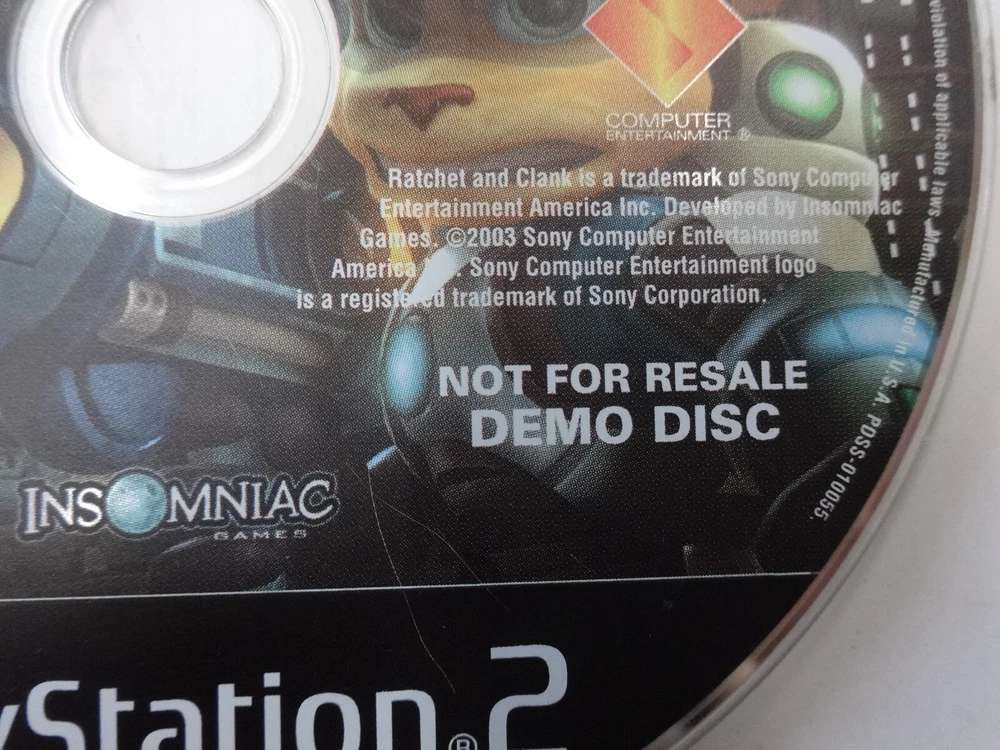 COMPUTER
ENTERTAINMENT ®
Ratchet and Clank is a trademark of Sony Computer
Entertainment America Inc. Developed by Insomniac
Games. ©2003 Sony Computer Entertainment
America Sony Computer Entertainment logo
is a registered trademark of Sony Corporation.
NOT FOR RESALE
DEMO DISC
violation of applicable laws. Manufactured in U.S.A. PDSS-010055.
INSOMNIAC
GAMES
yStation®2